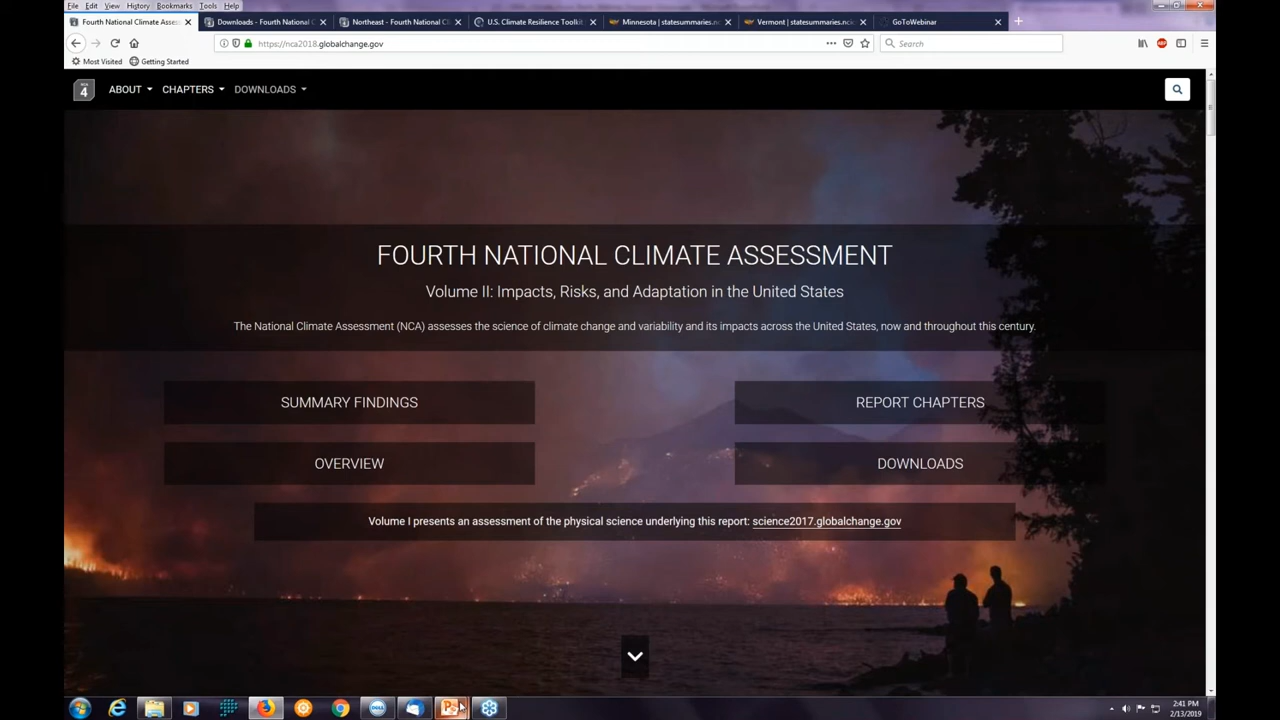 File Edit View History Bookmarks Tools Help
Fourth National Climate Assess
Downloads - Fourth National C
Northeast - Fourth National Cl
U.S. Climate Resilience Toolkit
Minnesota | statesummaries.nc
Vermont | statesummaries.nc
GoToWebinar
https://nca2018.globalchange.gov
Search
Most Visited Getting Started
NCA
4
ABOUT CHAPTERS DOWNLOADS
FOURTH NATIONAL CLIMATE ASSESSMENT
Volume II: Impacts, Risks, and Adaptation in the United States
The National Climate Assessment (NCA) assesses the science of climate change and variability and its impacts across the United States, now and throughout this century.
SUMMARY FINDINGS
REPORT CHAPTERS
OVERVIEW
DOWNLOADS
Volume I presents an assessment of the physical science underlying this report: science2017.globalchange.gov
2:41 PM
2/13/2019